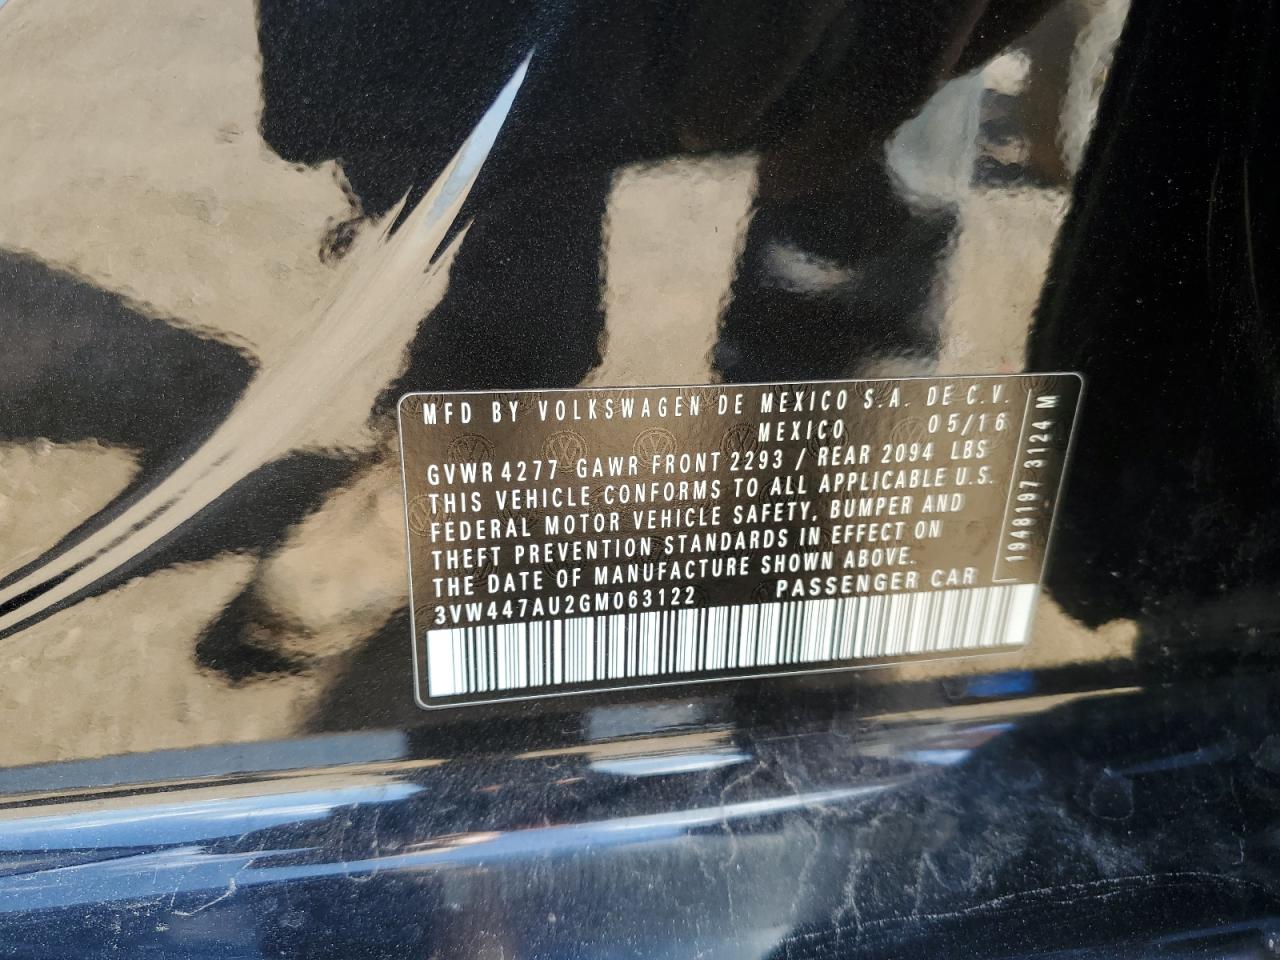 MFD BY VOLKSWAGEN DE MEXICO S.A. DE C.V.
MEXICO 05/16
GVWR 4277 GAWR FRONT 2293 / REAR 2094 LBS
THIS VEHICLE CONFORMS TO ALL APPLICABLE U.S.
FEDERAL MOTOR VEHICLE SAFETY, BUMPER AND
THEFT PREVENTION STANDARDS IN EFFECT ON
THE DATE OF MANUFACTURE SHOWN ABOVE.
3VW447AU2GM063122 PASSENGER CAR
1948197 3124 M